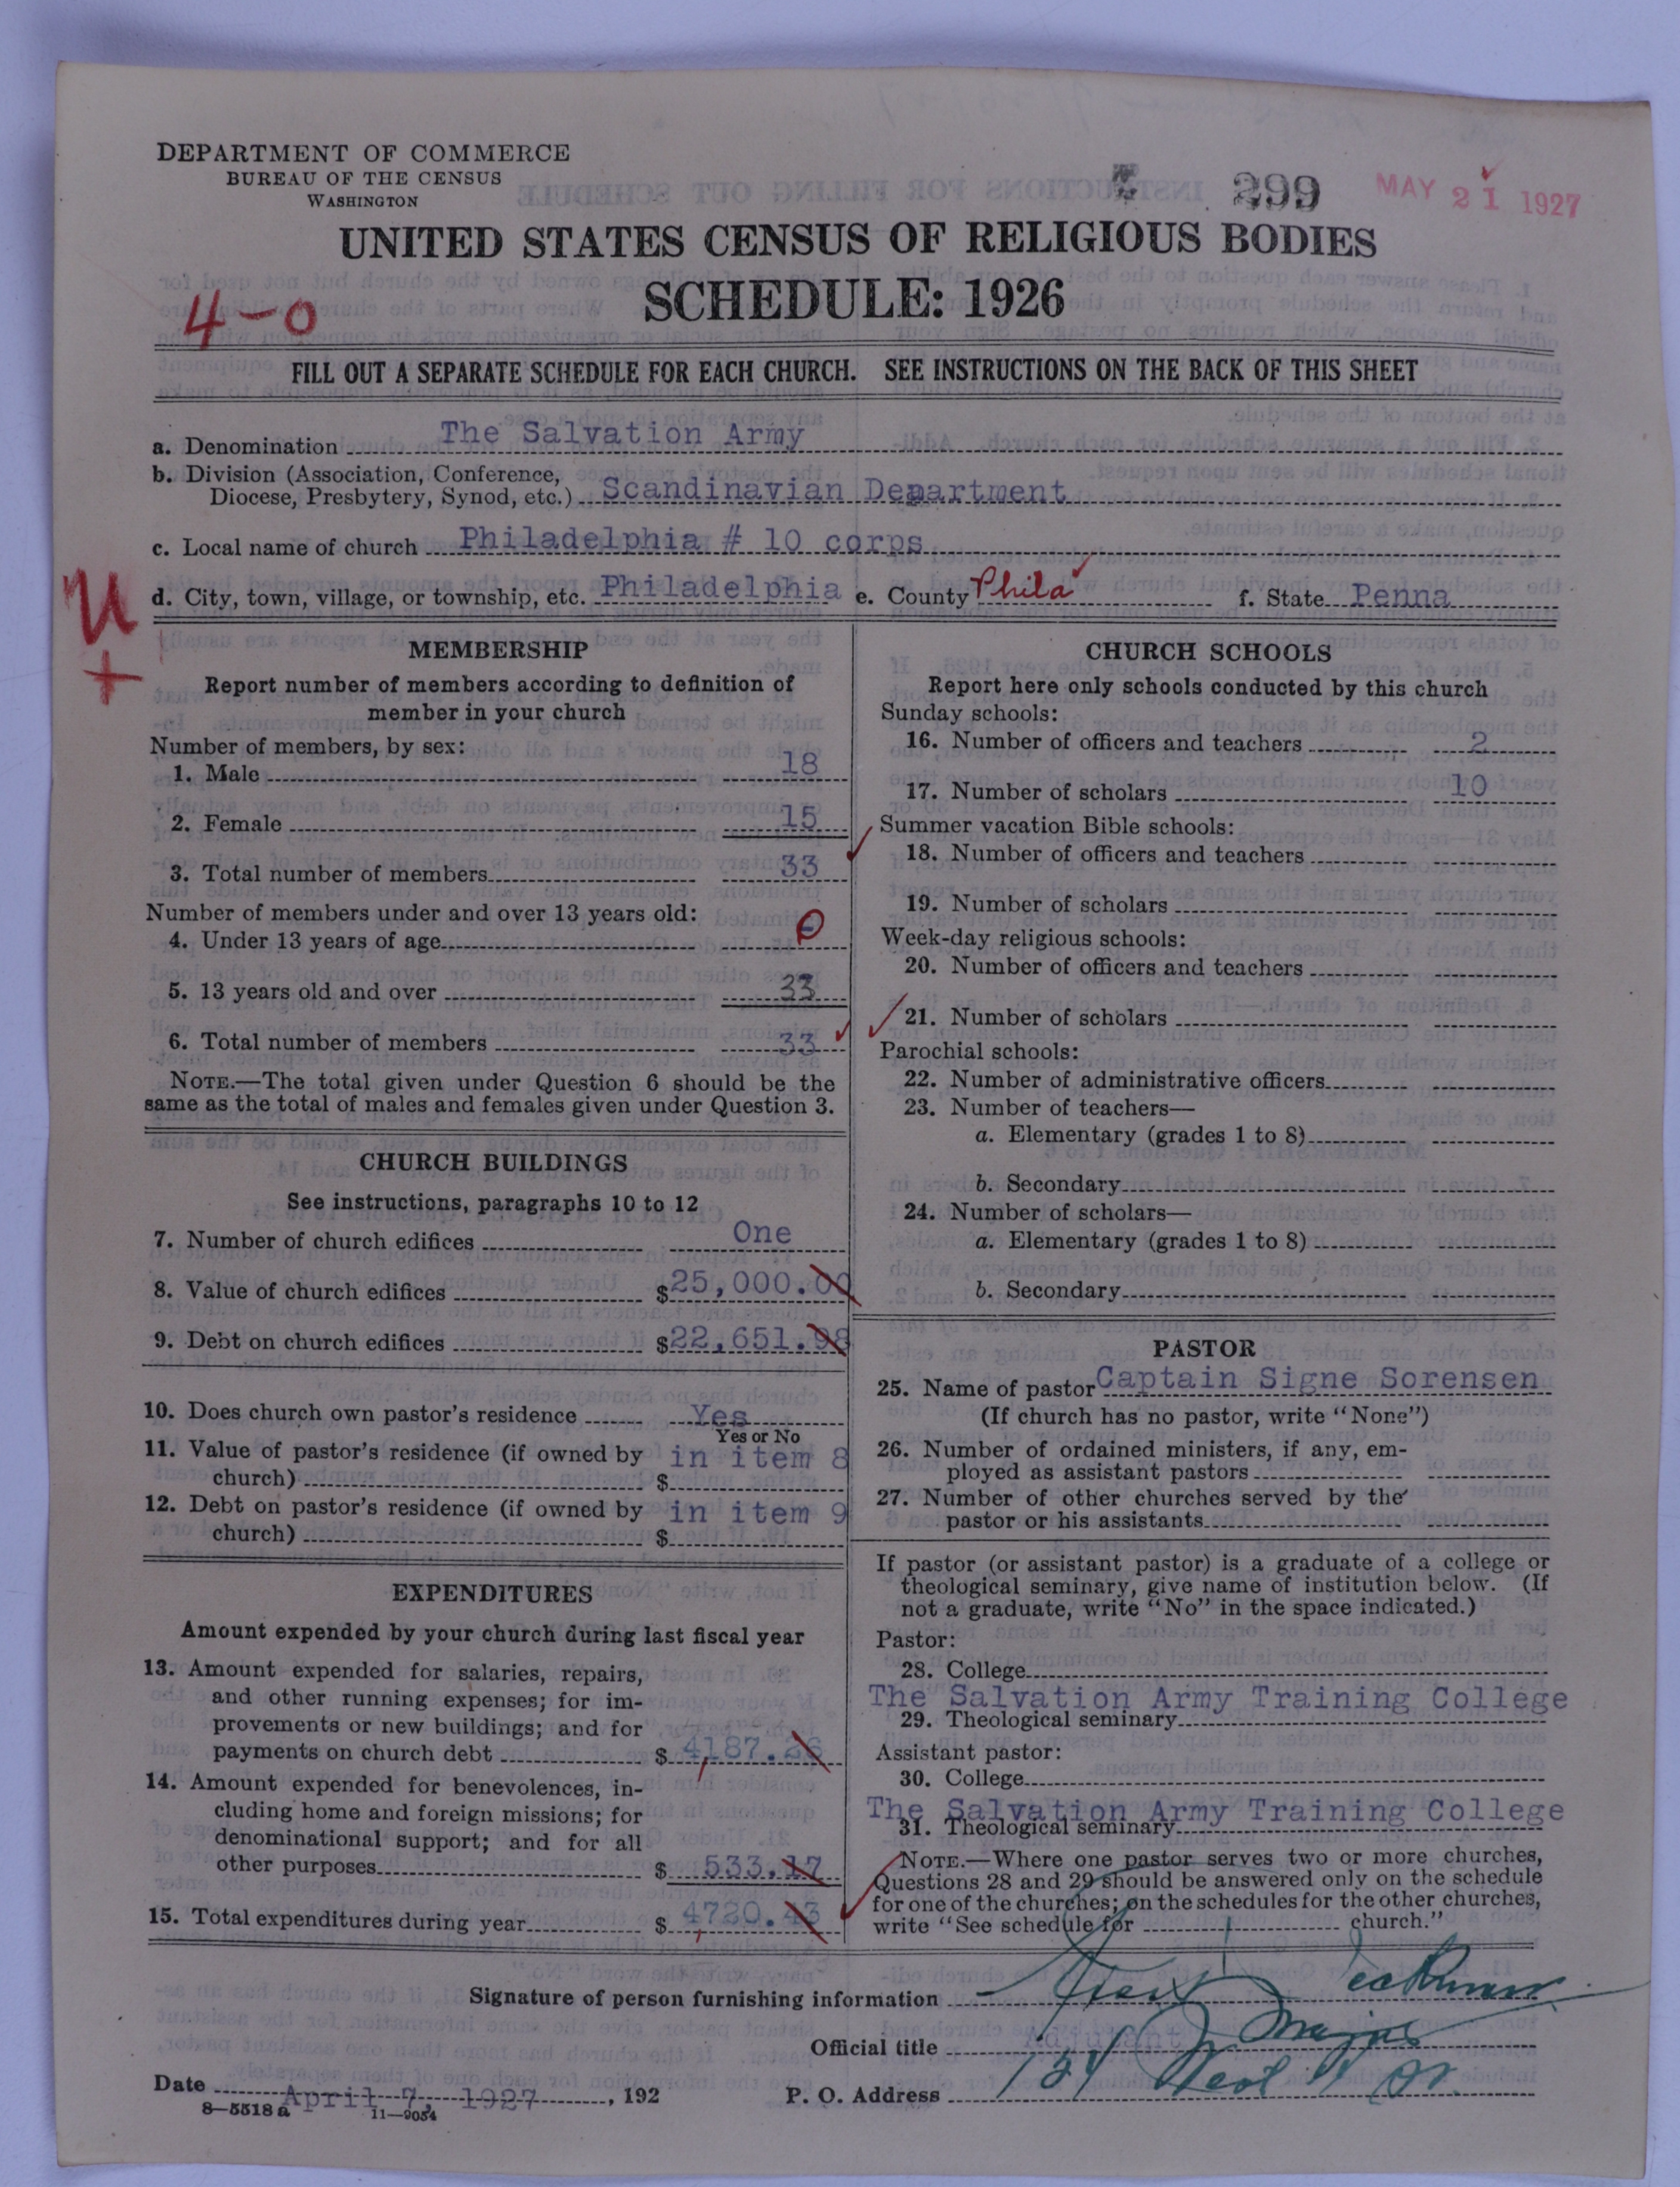 DEPARTMENT OF COMMERCE
BUREAU OF THE CENSUS
WASHINGTON
299
MAY 21 1927
UNITED STATES CENSUS OF RELIGIOUS BODIES
SCHEDULE: 1926
4-0
FILL OUT A SEPARATE SCHEDULE FOR EACH CHURCH. SEE INSTRUCTIONS ON THE BACK OF THIS SHEET
a. Denomination The Salvation Army
b. Division (Association, Conference,
Diocese, Presbytery, Synod, etc.) Scandinavian Department
c. Local name of church Philadelphia # 10 corps
d. City, town, village, or township, etc. Philadelphia e. County Phila f. State Penna
U
+
MEMBERSHIP
Report number of members according to definition of
member in your church
Number of members, by sex:
1. Male 18
2. Female 15
3. Total number of members 33
Number of members under and over 13 years old:
4. Under 13 years of age 0
5. 13 years old and over 33
6. Total number of members 33
NOTE.—The total given under Question 6 should be the
same as the total of males and females given under Question 3.
CHURCH BUILDINGS
See instructions, paragraphs 10 to 12
7. Number of church edifices One
8. Value of church edifices $25,000.00
9. Debt on church edifices $22,651.98
10. Does church own pastor's residence Yes
Yes or No
11. Value of pastor's residence (if owned by in item 8
church) $
12. Debt on pastor's residence (if owned by in item 9
church) $
EXPENDITURES
Amount expended by your church during last fiscal year
13. Amount expended for salaries, repairs,
and other running expenses; for im-
provements or new buildings; and for
payments on church debt $ 4,187.26
14. Amount expended for benevolences, in-
cluding home and foreign missions; for
denominational support; and for all
other purposes $ 533.17
15. Total expenditures during year $ 4,720.43
CHURCH SCHOOLS
Report here only schools conducted by this church
Sunday schools:
16. Number of officers and teachers 2
17. Number of scholars 10
Summer vacation Bible schools:
18. Number of officers and teachers
19. Number of scholars
Week-day religious schools:
20. Number of officers and teachers
21. Number of scholars
Parochial schools:
22. Number of administrative officers
23. Number of teachers—
a. Elementary (grades 1 to 8)
b. Secondary
24. Number of scholars—
a. Elementary (grades 1 to 8)
b. Secondary
PASTOR
25. Name of pastor Captain Signe Sorensen
(If church has no pastor, write "None")
26. Number of ordained ministers, if any, em-
ployed as assistant pastors
27. Number of other churches served by the
pastor or his assistants
If pastor (or assistant pastor) is a graduate of a college or
theological seminary, give name of institution below. (If
not a graduate, write "No" in the space indicated.)
Pastor:
28. College
The Salvation Army Training College
29. Theological seminary
Assistant pastor:
30. College
The Salvation Army Training College
31. Theological seminary
NOTE.—Where one pastor serves two or more churches,
Questions 28 and 29 should be answered only on the schedule
for one of the churches; on the schedules for the other churches,
write "See schedule for church."
Signature of person furnishing information
Official title Adjutant Major
Date April 7, 1927, 192
P. O. Address 134 West
8—5518 a 11—9054